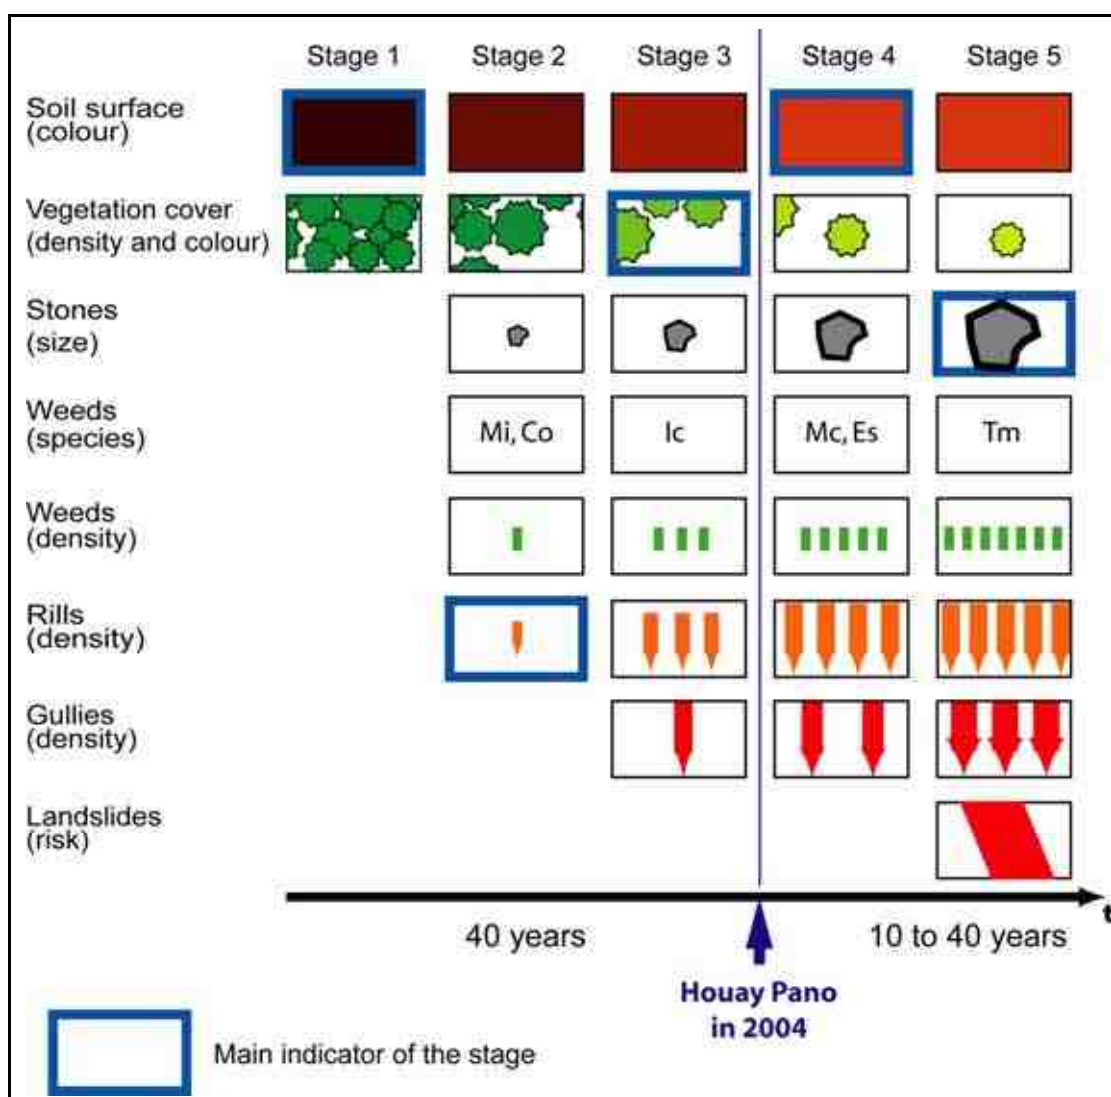 Stage 1 Stage 2 Stage 3 Stage 4 Stage 5
Soil surface
(colour)
Vegetation cover
(density and colour)
Stones
(size)
Weeds
(species)
Mi, Co Ic Mc, Es Tm
Weeds
(density)
Rills
(density)
Gullies
(density)
Landslides
(risk)
t
40 years 10 to 40 years
Houay Pano
in 2004
Main indicator of the stage